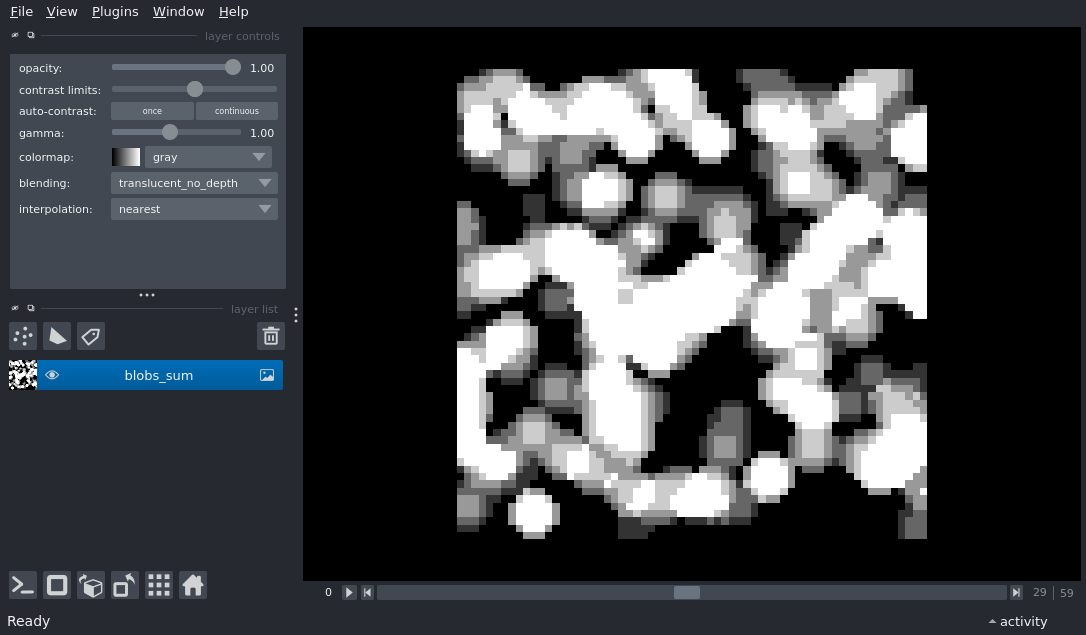 File View Plugins Window Help
layer controls
opacity: 1.00
contrast limits:
auto-contrast: once continuous
gamma: 1.00
colormap: gray
blending: translucent_no_depth
interpolation: nearest
layer list
blobs_sum
0 29 59
Ready activity